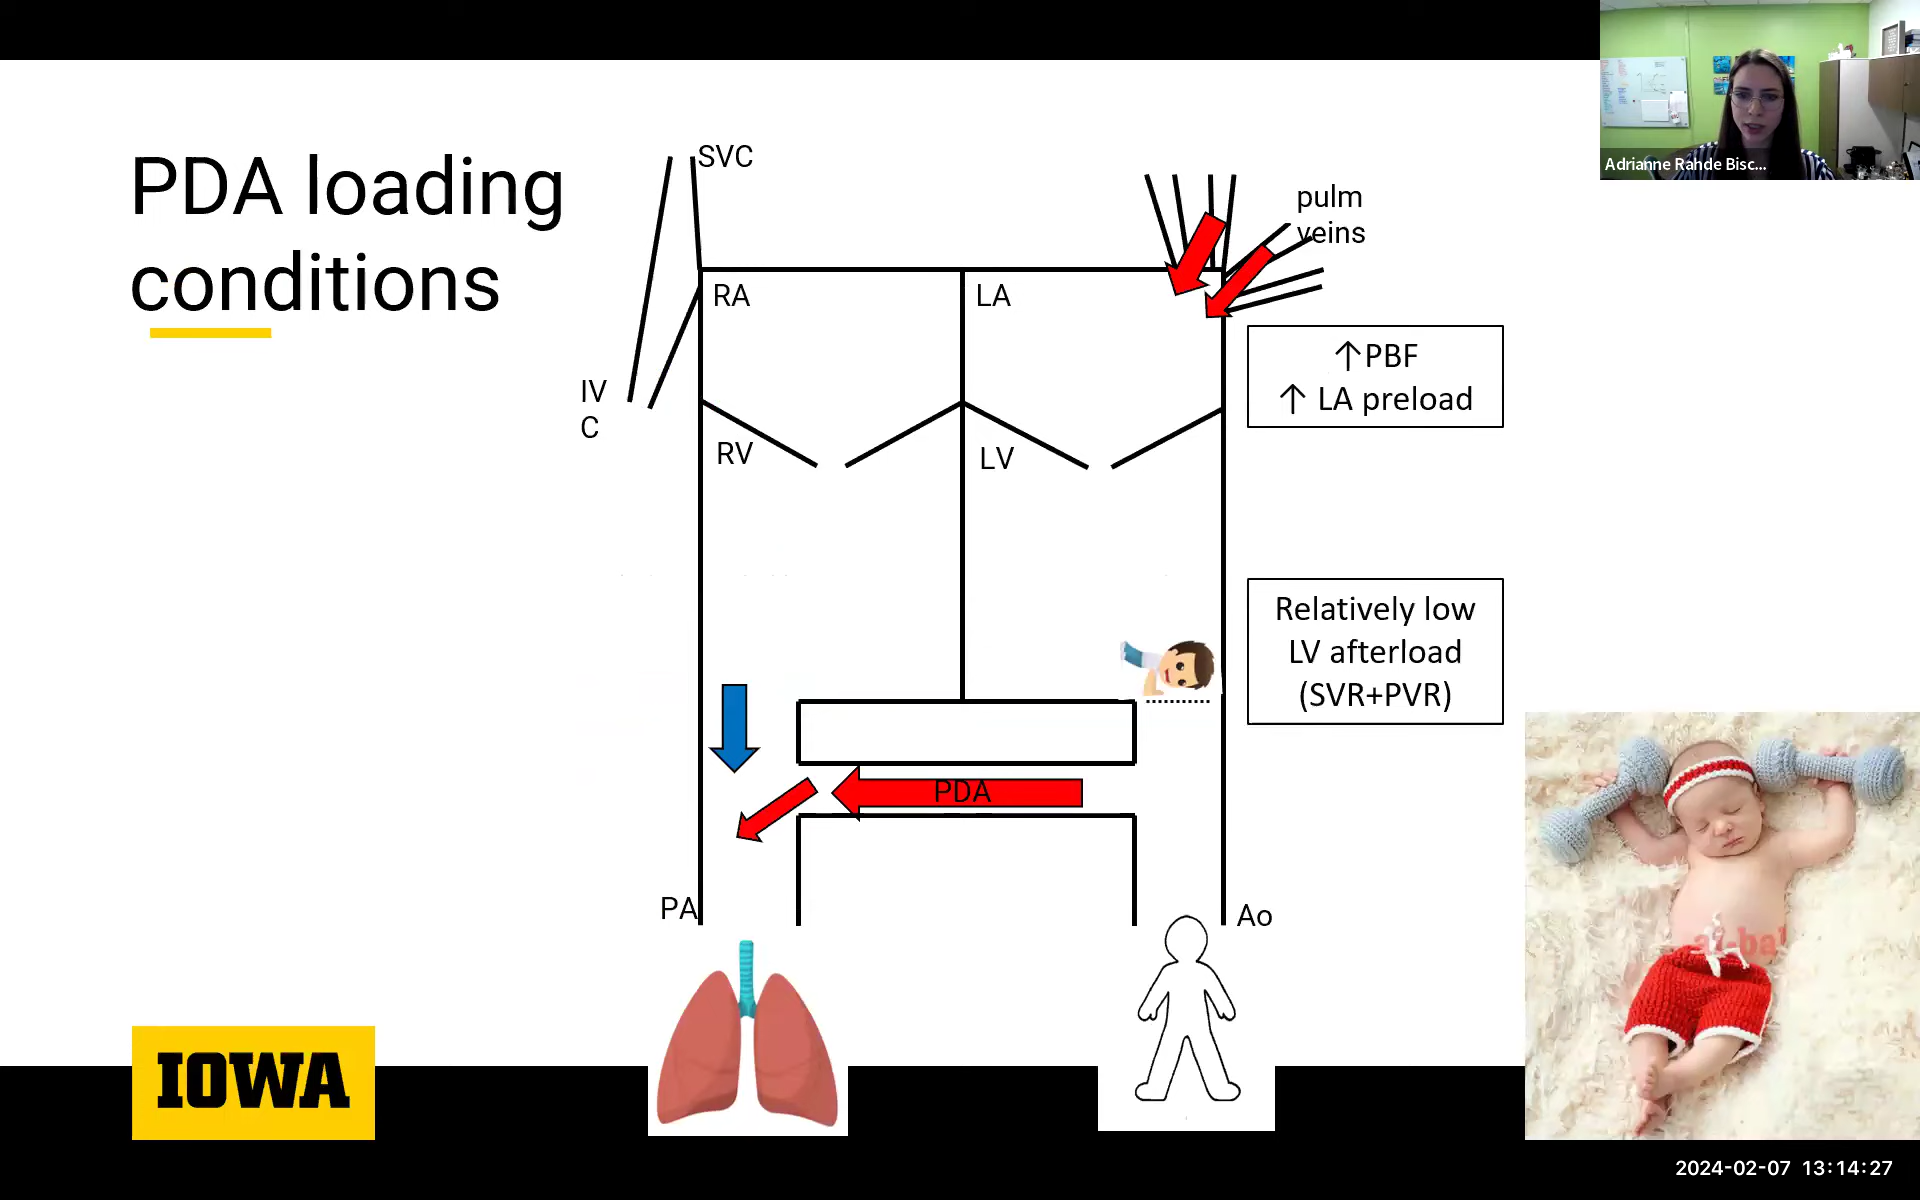 Adrianne Rahde Bisc...
PDA loading
conditions
SVC
pulm
veins
RA
LA
↑PBF
↑ LA preload
IV
C
RV
LV
Relatively low
LV afterload
(SVR+PVR)
PDA
PA
Ao
IOWA
2024-02-07 13:14:27